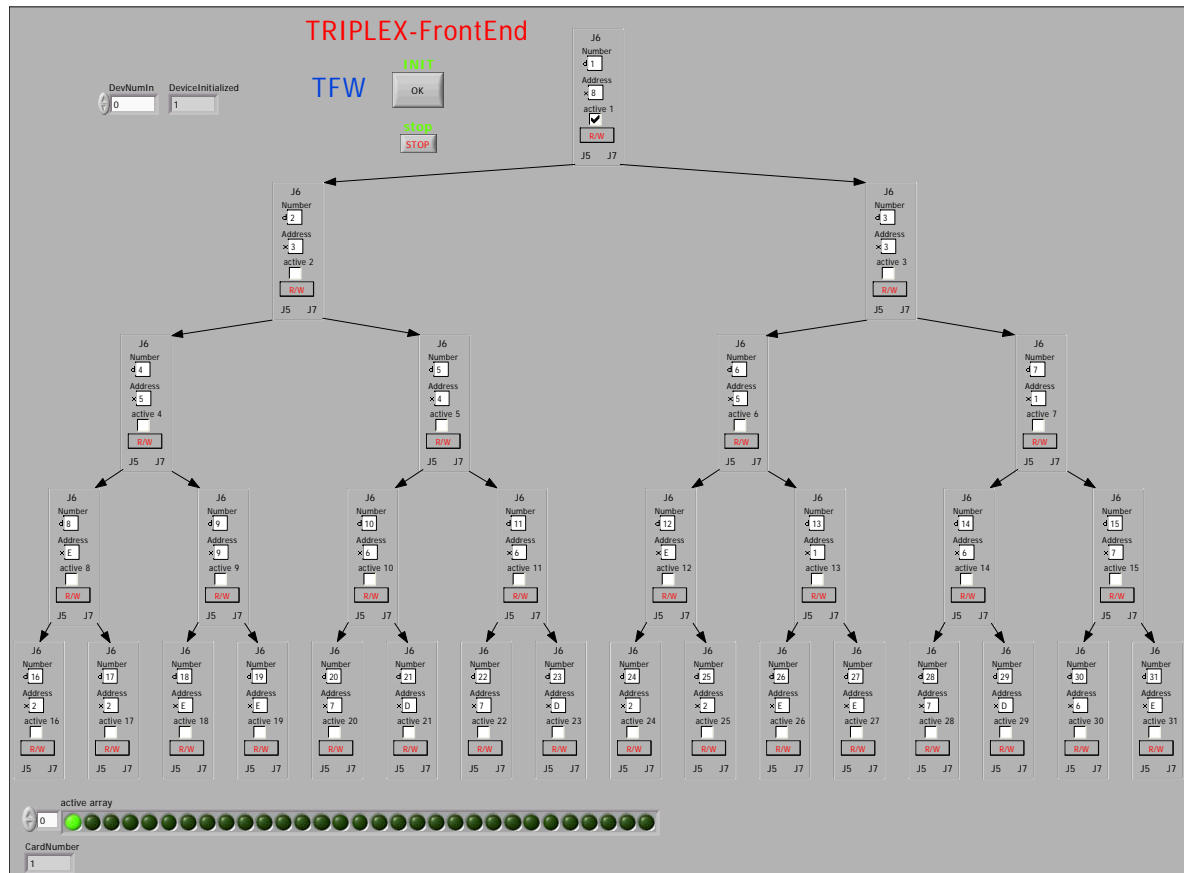 TRIPLEX-FrontEnd
INIT
TFW
OK
stop
STOP
DevNumIn DeviceInitialized
0 1
J6
Number
d 1
Address
x 8
active 1
R/W
J5 J7
J6 J6
Number Number
d 2 d 3
Address Address
x 3 x 3
active 2 active 3
R/W R/W
J5 J7 J5 J7
J6 J6 J6 J6
Number Number Number Number
d 4 d 5 d 6 d 7
Address Address Address Address
x 5 x 4 x 5 x 1
active 4 active 5 active 6 active 7
R/W R/W R/W R/W
J5 J7 J5 J7 J5 J7 J5 J7
J6 J6 J6 J6 J6 J6 J6 J6
Number Number Number Number Number Number Number Number
d 8 d 9 d 10 d 11 d 12 d 13 d 14 d 15
Address Address Address Address Address Address Address Address
x E x 9 x 6 x 6 x E x 1 x 6 x 7
active 8 active 9 active 10 active 11 active 12 active 13 active 14 active 15
R/W R/W R/W R/W R/W R/W R/W R/W
J5 J7 J5 J7 J5 J7 J5 J7 J5 J7 J5 J7 J5 J7 J5 J7
J6 J6 J6 J6 J6 J6 J6 J6 J6 J6 J6 J6 J6 J6 J6 J6
Number Number Number Number Number Number Number Number Number Number Number Number Number Number Number Number
d 16 d 17 d 18 d 19 d 20 d 21 d 22 d 23 d 24 d 25 d 26 d 27 d 28 d 29 d 30 d 31
Address Address Address Address Address Address Address Address Address Address Address Address Address Address Address Address
x 2 x 2 x E x E x 7 x D x 7 x D x 2 x 2 x E x E x 7 x D x 6 x E
active 16 active 17 active 18 active 19 active 20 active 21 active 22 active 23 active 24 active 25 active 26 active 27 active 28 active 29 active 30 active 31
R/W R/W R/W R/W R/W R/W R/W R/W R/W R/W R/W R/W R/W R/W R/W R/W
J5 J7 J5 J7 J5 J7 J5 J7 J5 J7 J5 J7 J5 J7 J5 J7 J5 J7 J5 J7 J5 J7 J5 J7 J5 J7 J5 J7 J5 J7 J5 J7
active array
0
CardNumber
1